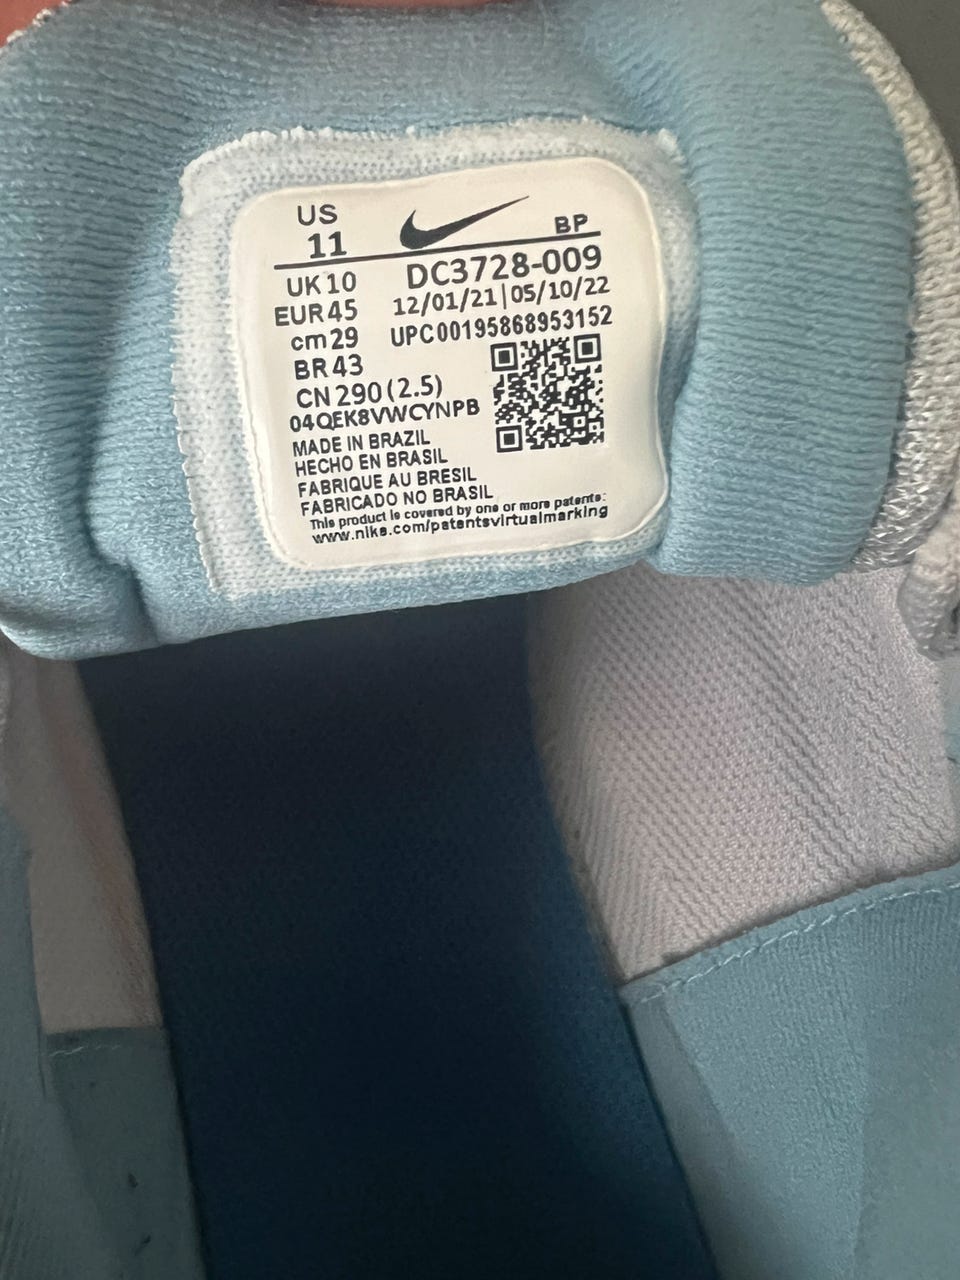 US
11
BP
UK 10
DC3728-009
EUR 45
12/01/21|05/10/22
cm 29
UPC00195868953152
BR 43
CN 290 (2.5)
04QEK8VWCYNPB
MADE IN BRAZIL
HECHO EN BRASIL
FABRIQUE AU BRESIL
FABRICADO NO BRASIL
This product is covered by one or more patents:
www.nike.com/patentsvirtualmarking